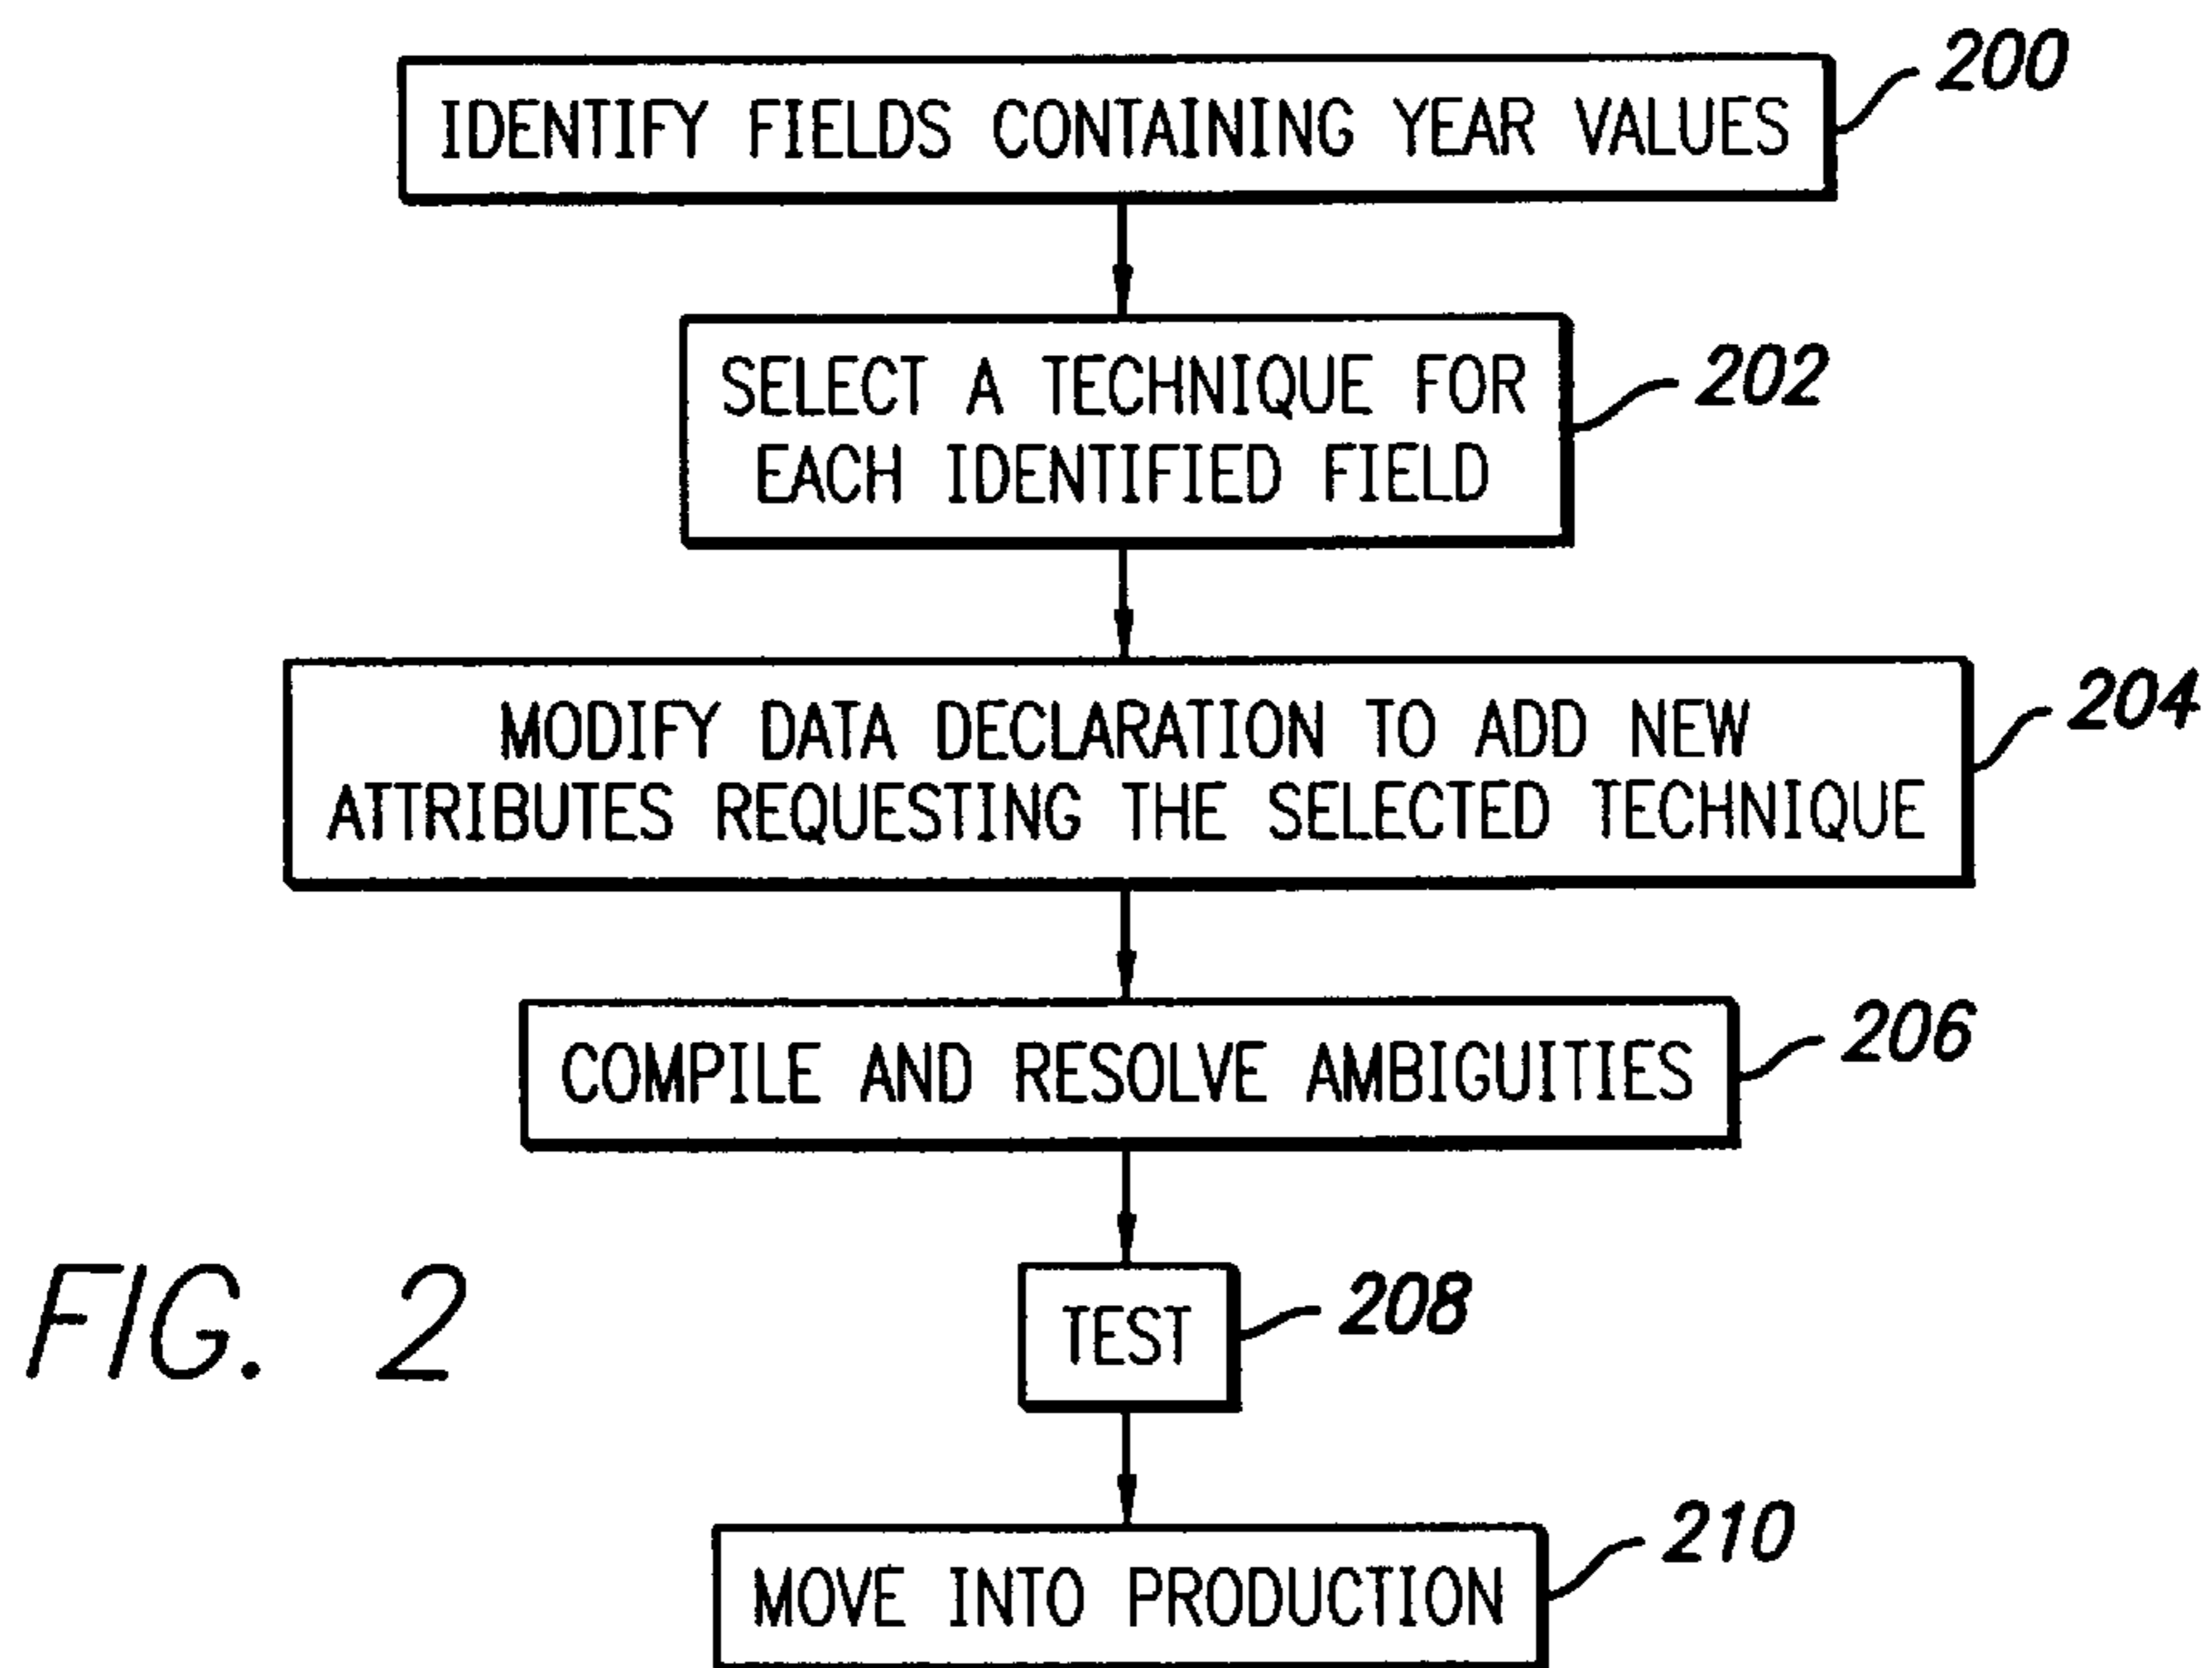 IDENTIFY FIELDS CONTAINING YEAR VALUES
200
SELECT A TECHNIQUE FOR
EACH IDENTIFIED FIELD
202
MODIFY DATA DECLARATION TO ADD NEW
ATTRIBUTES REQUESTING THE SELECTED TECHNIQUE
204
COMPILE AND RESOLVE AMBIGUITIES
206
TEST
208
FIG. 2
MOVE INTO PRODUCTION
210